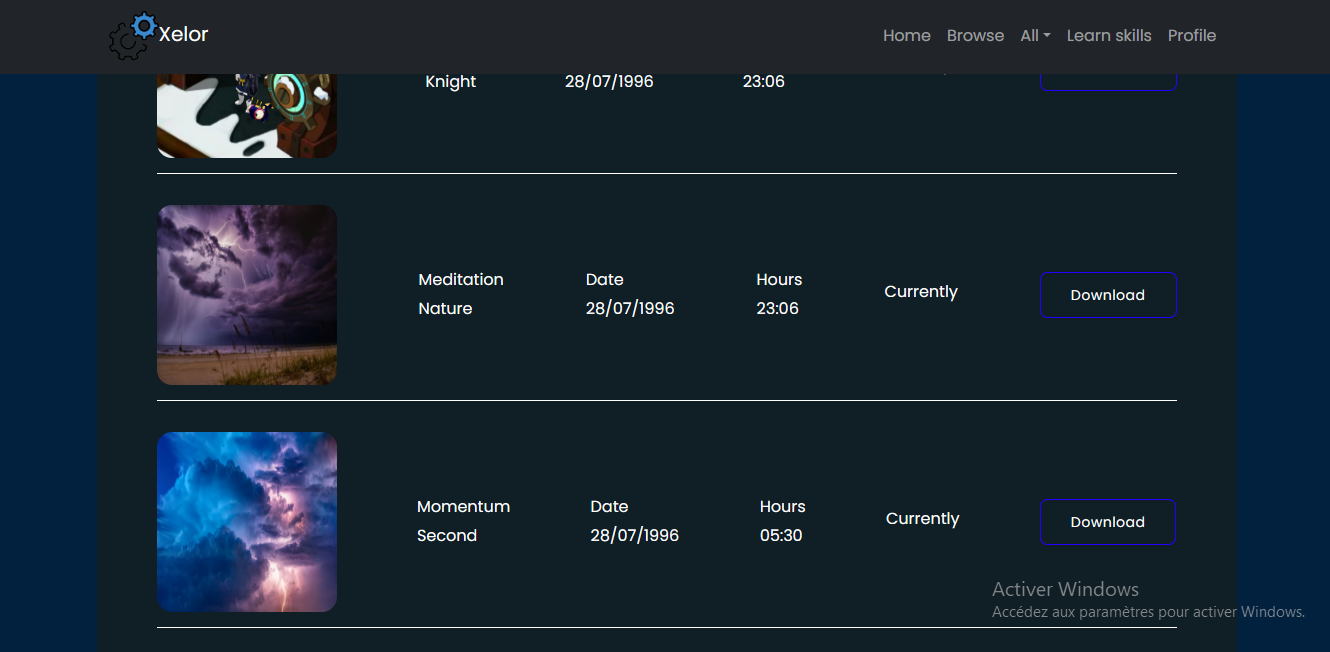 Xelor
Home Browse All Learn skills Profile
Knight 28/07/1996 23:06
Meditation Date Hours
Nature 28/07/1996 23:06
Currently
Download
Momentum Date Hours
Second 28/07/1996 05:30
Currently
Download
Activer Windows
Accédez aux paramètres pour activer Windows.